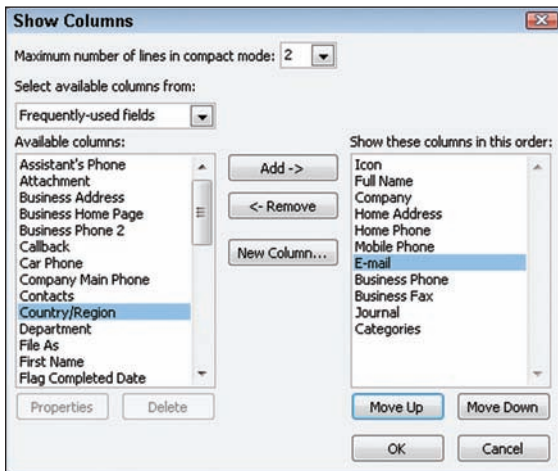 Show Columns
Maximum number of lines in compact mode: 2
Select available columns from:
Frequently-used fields
Available columns:
Assistant's Phone
Attachment
Business Address
Business Home Page
Business Phone 2
Callback
Car Phone
Company Main Phone
Contacts
Country/Region
Department
File As
First Name
Flag Completed Date
Properties
Delete
Add ->
<- Remove
New Column...
Show these columns in this order:
Icon
Full Name
Company
Home Address
Home Phone
Mobile Phone
E-mail
Business Phone
Business Fax
Journal
Categories
Move Up
Move Down
OK
Cancel